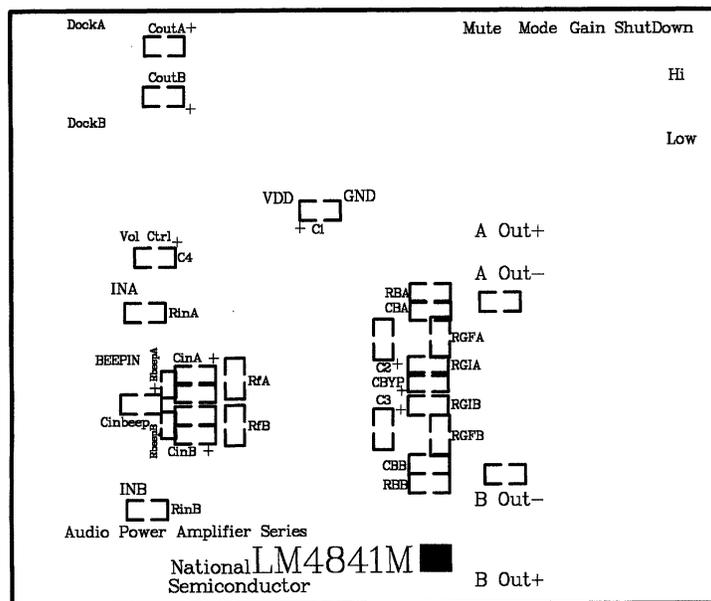 DockA
CoutA+
Mute Mode Gain ShutDown
CoutB
+
Hi
DockB
Low
VDD GND
+ C1
Vol Ctrl+
C4
A Out+
A Out-
INA
RinA
RBA
CBA
BEEPIN
RbeepA
CinA +
RfA
C2+
RGFA
RGIA
CBYP
+
+
C3
+
RGIB
Cinbeep
RbeepB
CinB +
RfB
RGFB
CBB
RBB
INB
RinB
B Out-
Audio Power Amplifier Series
National LM4841M
Semiconductor
B Out+